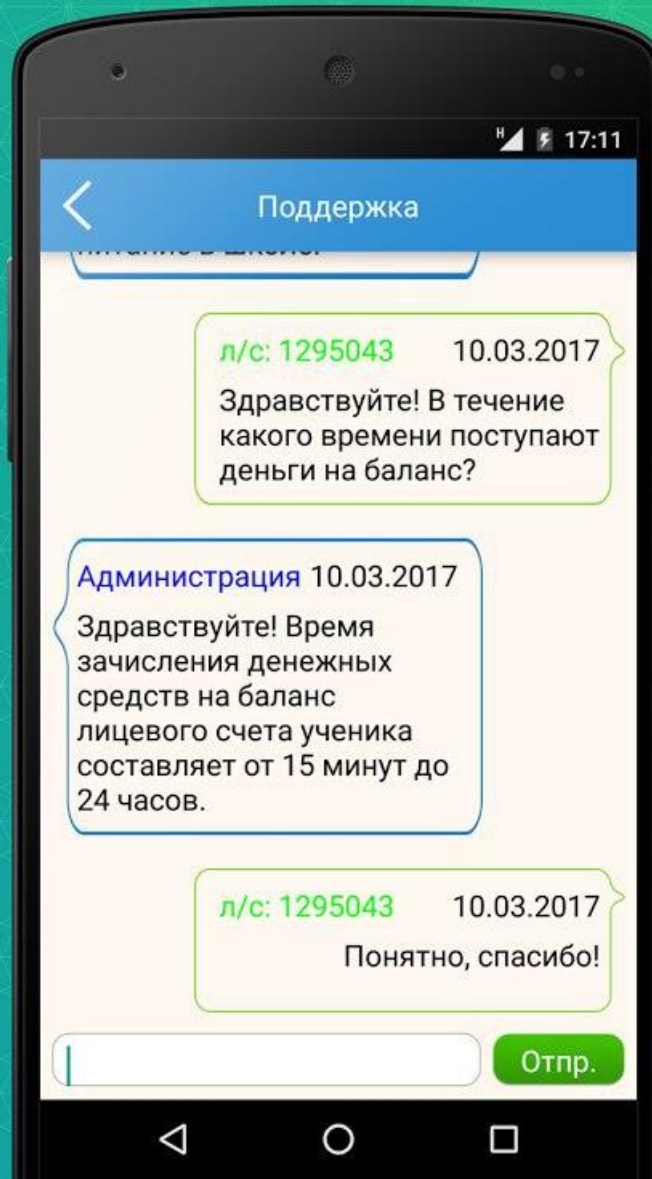 H 17:11
Поддержка
л/с: 1295043 10.03.2017
Здравствуйте! В течение
какого времени поступают
деньги на баланс?
Администрация 10.03.2017
Здравствуйте! Время
зачисления денежных
средств на баланс
лицевого счета ученика
составляет от 15 минут до
24 часов.
л/с: 1295043 10.03.2017
Понятно, спасибо!
Отпр.